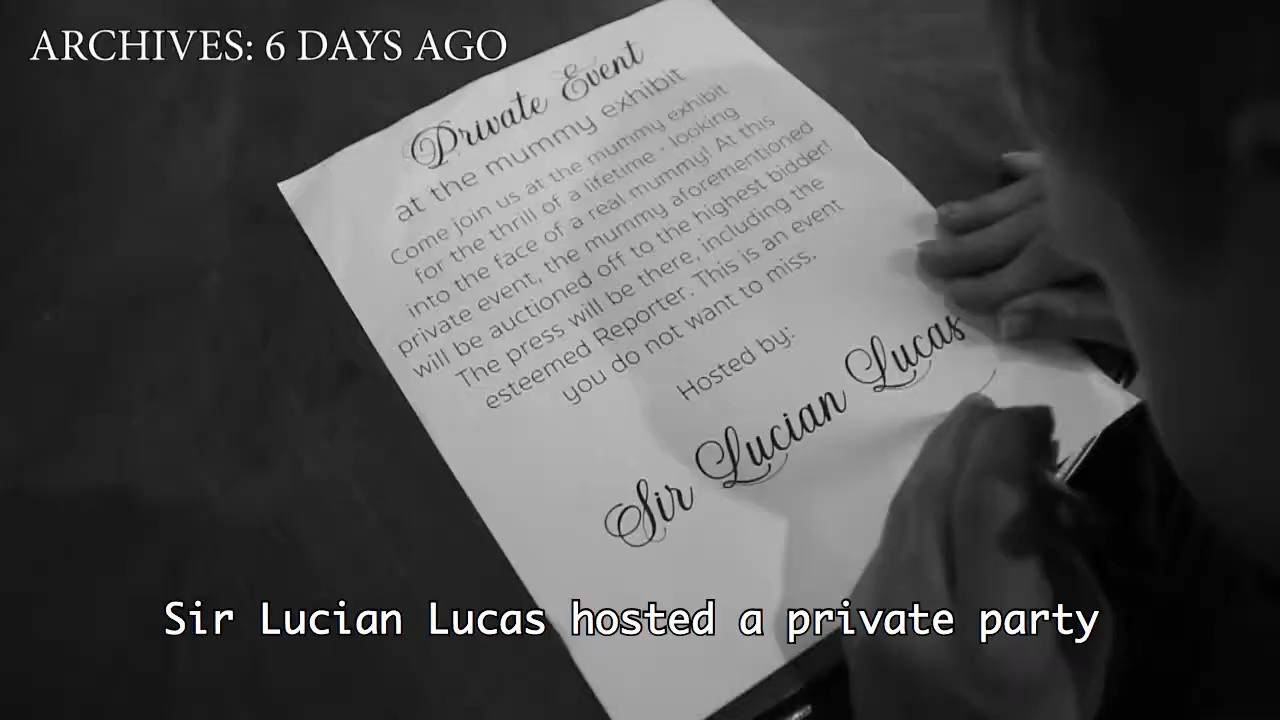 ARCHIVES: 6 DAYS AGO
Private Event
at the mummy exhibit
Come join us at the mummy exhibit
for the thrill of a lifetime - looking
into the face of a real mummy! At this
private event, the mummy aforementioned
will be auctioned off to the highest bidder!
The press will be there, including the
esteemed Reporter. This is an event
you do not want to miss.
Hosted by:
Sir Lucian Lucas
Sir Lucian Lucas hosted a private party